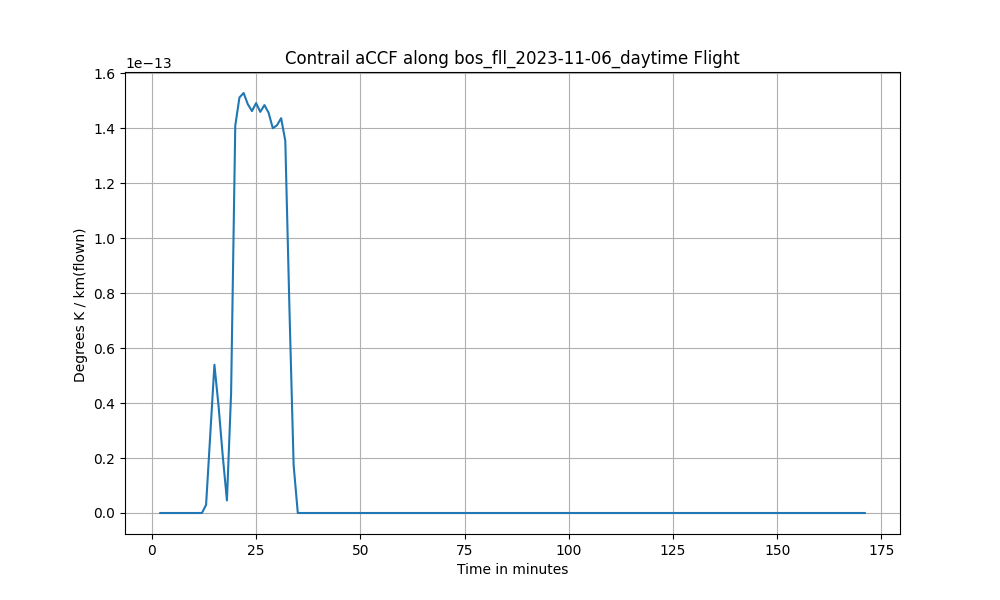 Contrail aCCF along bos_fll_2023-11-06_daytime Flight
1e−13
1.6
1.4
1.2
1.0
0.8
0.6
0.4
0.2
0.0
Degrees K / km(flown)
0 25 50 75 100 125 150 175
Time in minutes